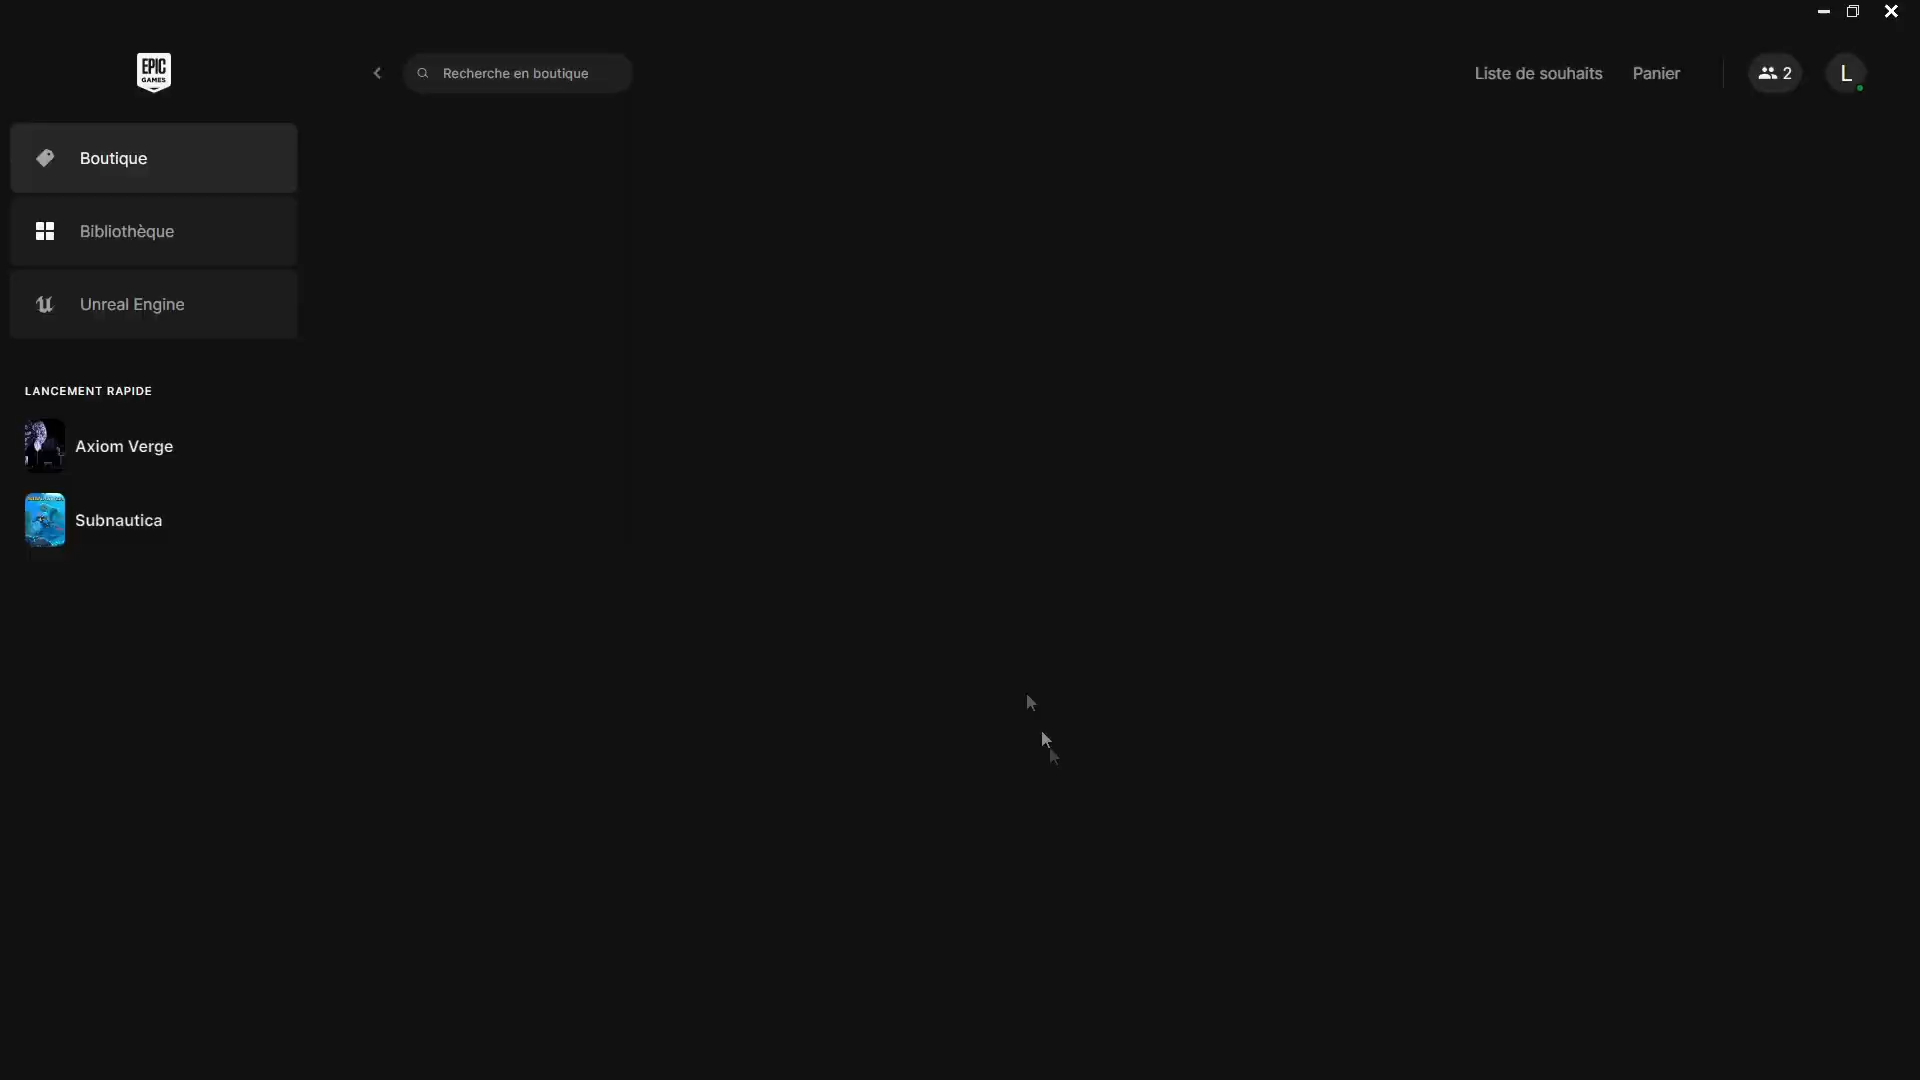 EPIC
GAMES
Recherche en boutique
Liste de souhaits
Panier
2
L
Boutique
Bibliothèque
Unreal Engine
LANCEMENT RAPIDE
Axiom Verge
Subnautica